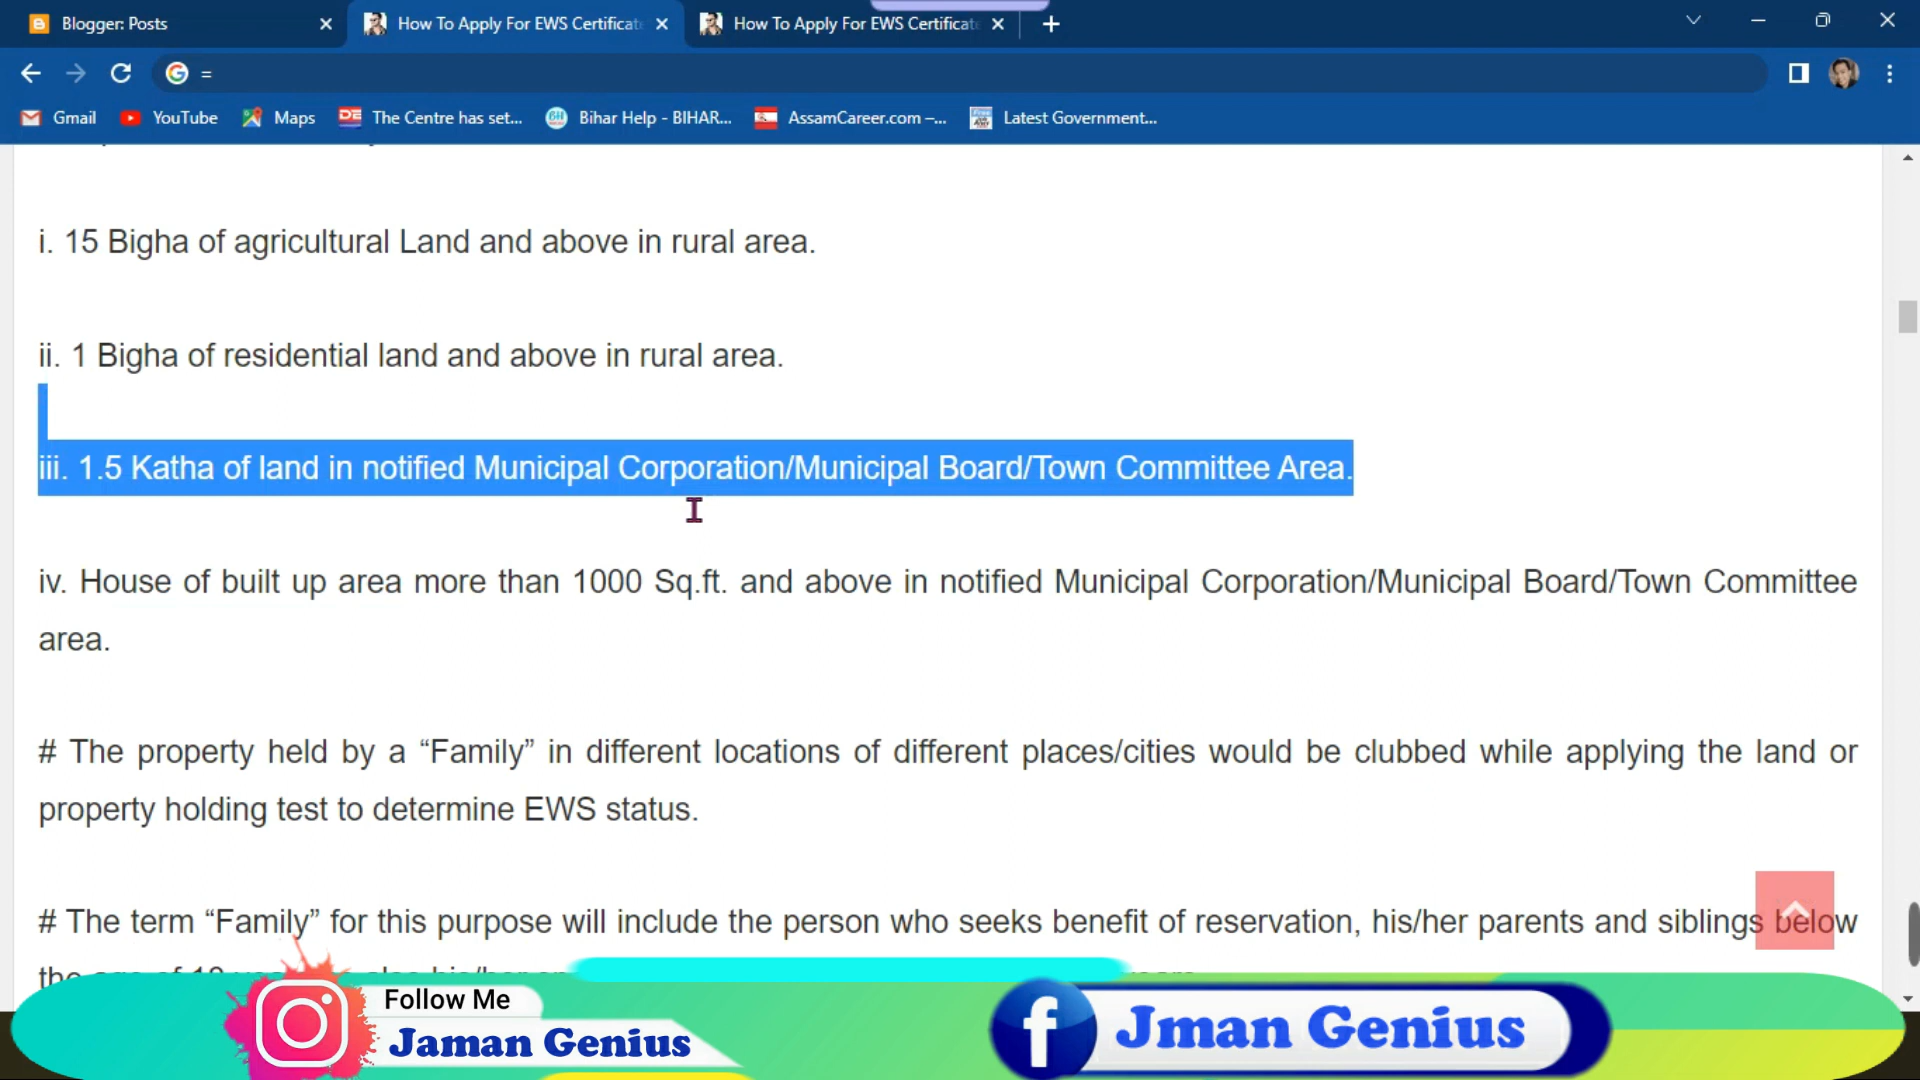 Blogger: Posts
How To Apply For EWS Certificat
How To Apply For EWS Certificat
=
Gmail
YouTube
Maps
The Centre has set...
Bihar Help - BIHAR...
AssamCareer.com –...
Latest Government...
i. 15 Bigha of agricultural Land and above in rural area.
ii. 1 Bigha of residential land and above in rural area.
iii. 1.5 Katha of land in notified Municipal Corporation/Municipal Board/Town Committee Area.
iv. House of built up area more than 1000 Sq.ft. and above in notified Municipal Corporation/Municipal Board/Town Committee
area.
# The property held by a “Family” in different locations of different places/cities would be clubbed while applying the land or
property holding test to determine EWS status.
# The term “Family” for this purpose will include the person who seeks benefit of reservation, his/her parents and siblings below
Follow Me
Jaman Genius
Jman Genius